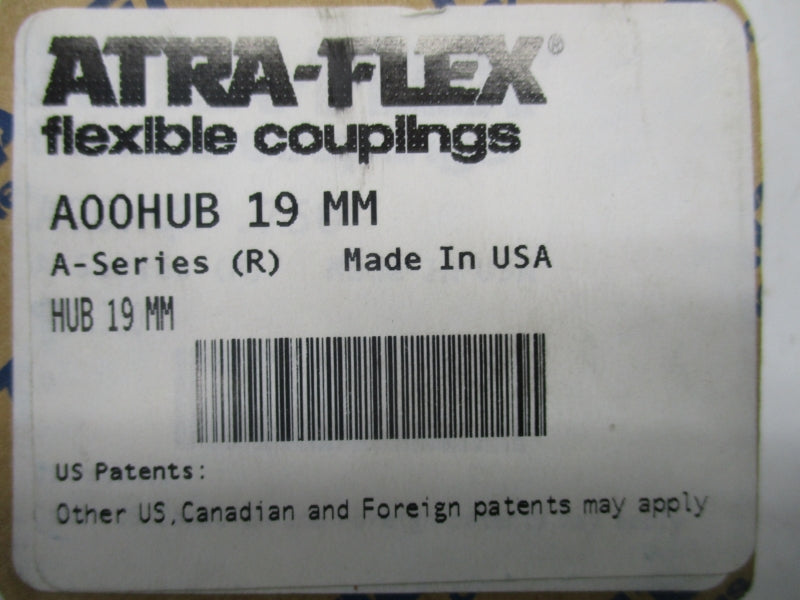 ATRA-FLEX®
flexible couplings
A00HUB 19 MM
A-Series (R) Made In USA
HUB 19 MM
US Patents:
Other US,Canadian and Foreign patents may apply